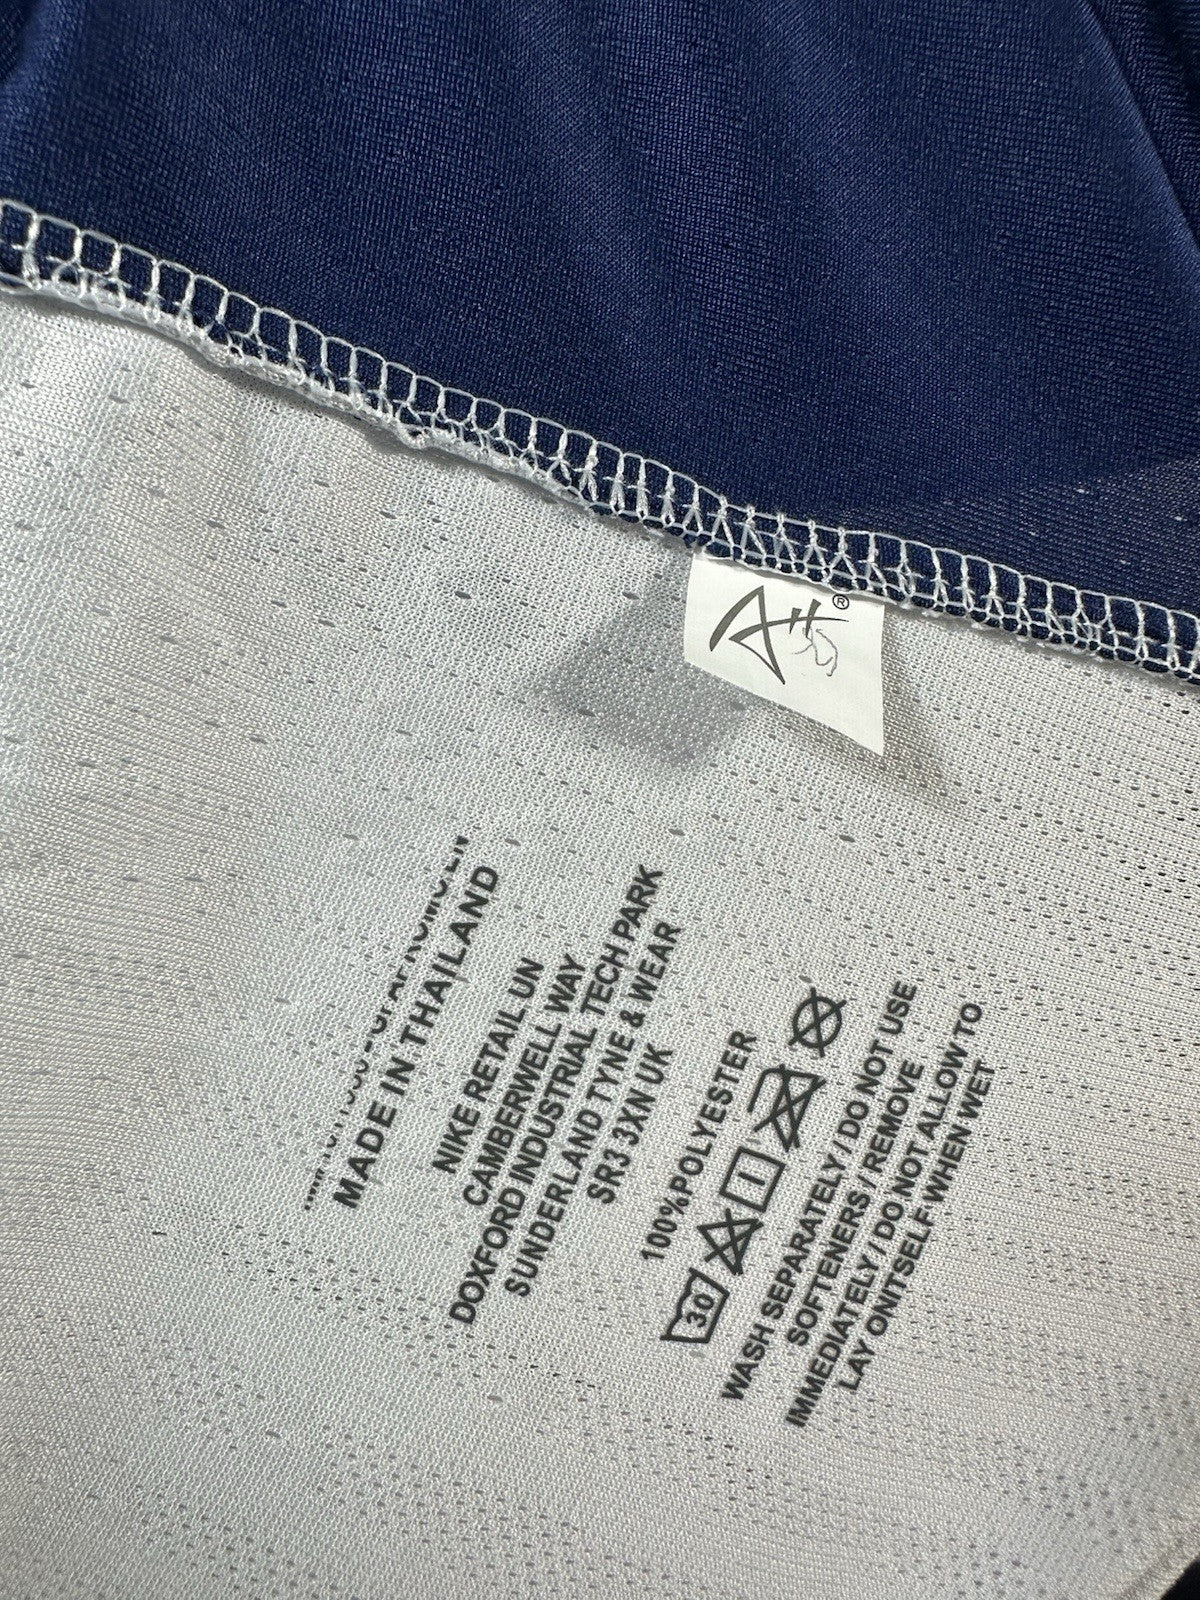 ®
MADE IN THAILAND
NIKE RETAIL UN
CAMBERWELL WAY
DOXFORD INDUSTRIAL TECH PARK
SUNDERLAND TYNE & WEAR
SR3 3XN UK
100%POLYESTER
30
WASH SEPARATELY / DO NOT USE
SOFTENERS / REMOVE
IMMEDIATELY / DO NOT ALLOW TO
LAY ONITSELF WHEN WET